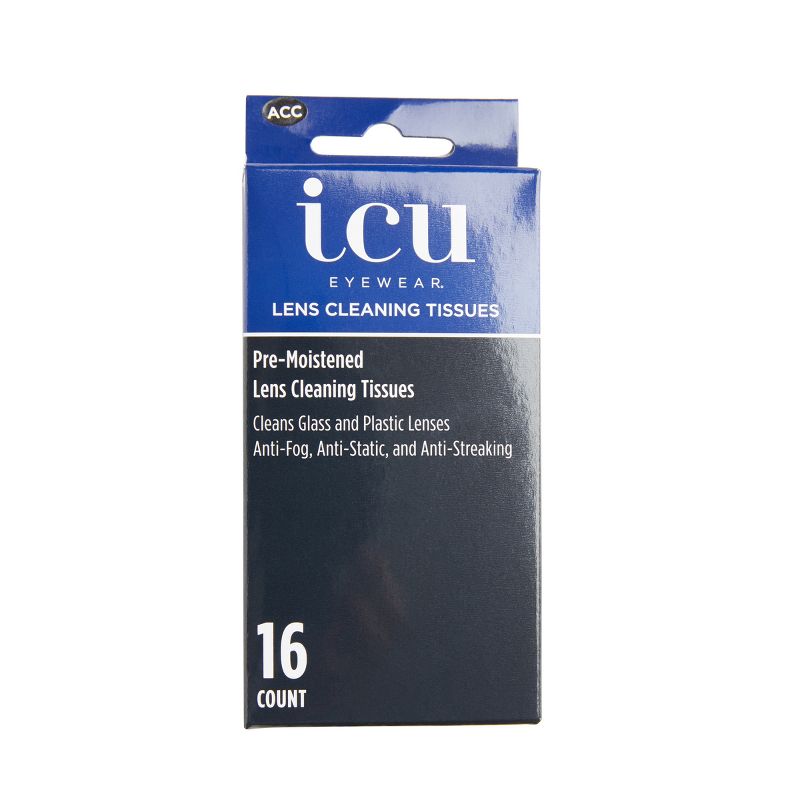 ACC
icu
EYEWEAR.
LENS CLEANING TISSUES
Pre-Moistened
Lens Cleaning Tissues
Cleans Glass and Plastic Lenses
Anti-Fog, Anti-Static, and Anti-Streaking
16
COUNT